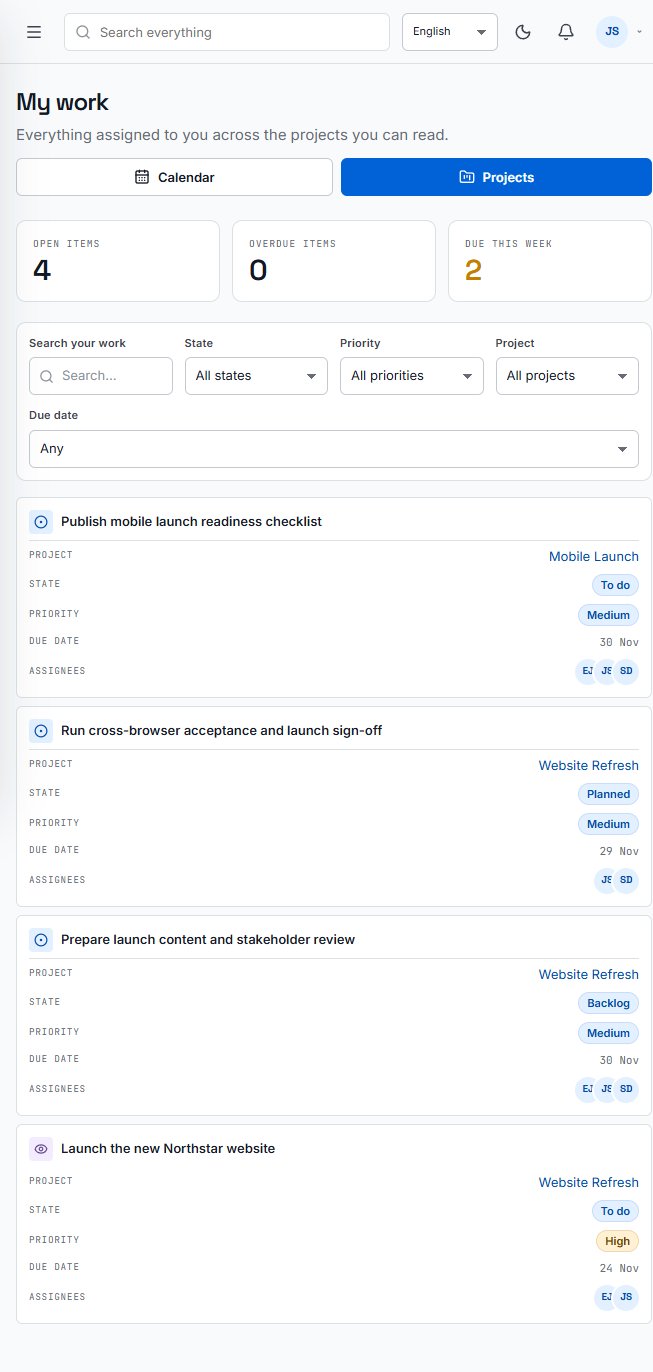 Search everything
English
JS
My work
Everything assigned to you across the projects you can read.
Calendar
Projects
OPEN ITEMS
4
OVERDUE ITEMS
0
DUE THIS WEEK
2
Search your work
Search...
State
All states
Priority
All priorities
Project
All projects
Due date
Any
Publish mobile launch readiness checklist
PROJECT Mobile Launch
STATE To do
PRIORITY Medium
DUE DATE 30 Nov
ASSIGNEES EJ JS SD
Run cross-browser acceptance and launch sign-off
PROJECT Website Refresh
STATE Planned
PRIORITY Medium
DUE DATE 29 Nov
ASSIGNEES JS SD
Prepare launch content and stakeholder review
PROJECT Website Refresh
STATE Backlog
PRIORITY Medium
DUE DATE 30 Nov
ASSIGNEES EJ JS SD
Launch the new Northstar website
PROJECT Website Refresh
STATE To do
PRIORITY High
DUE DATE 24 Nov
ASSIGNEES EJ JS